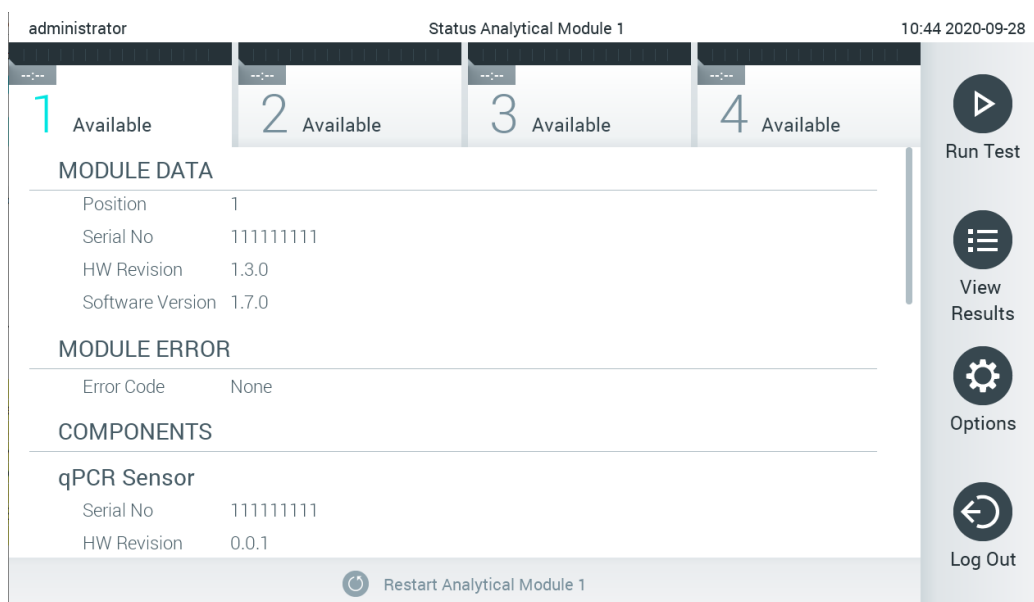 administrator
Status Analytical Module 1
10:44 2020-09-28
--:--
1 Available
--:--
2 Available
--:--
3 Available
--:--
4 Available
MODULE DATA
Position 1
Serial No 111111111
HW Revision 1.3.0
Software Version 1.7.0
MODULE ERROR
Error Code None
COMPONENTS
qPCR Sensor
Serial No 111111111
HW Revision 0.0.1
Restart Analytical Module 1
Run Test
View
Results
Options
Log Out